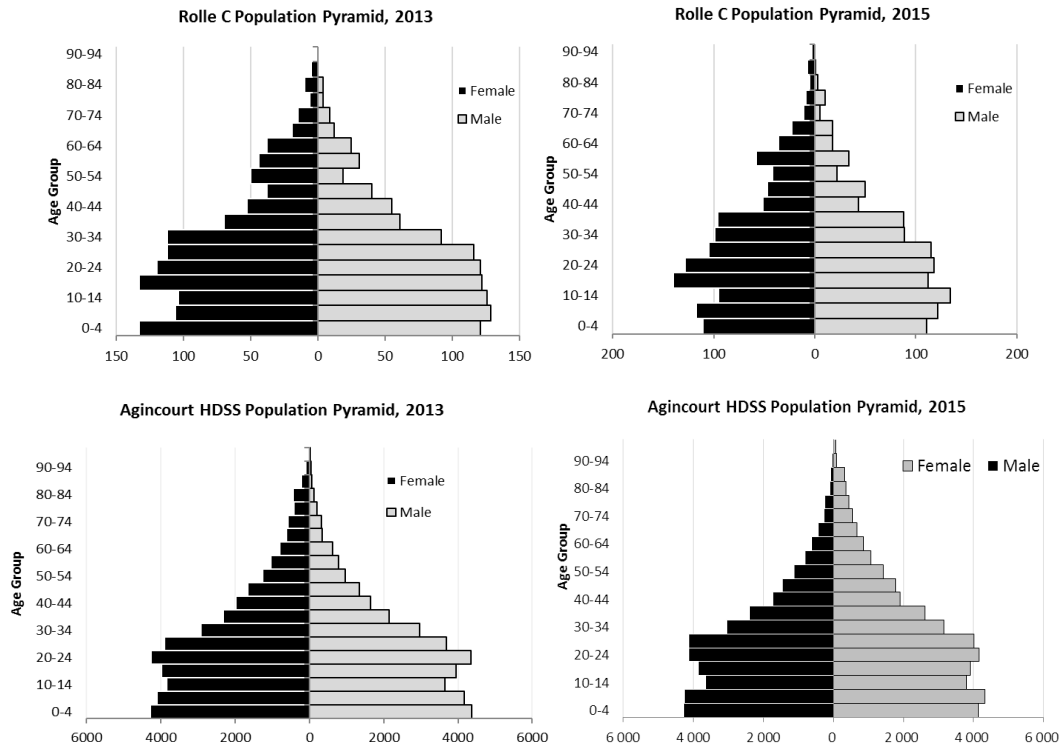 Rolle C Population Pyramid, 2013
Age Group
90-94
80-84
70-74
60-64
50-54
40-44
30-34
20-24
10-14
0-4
Female
Male
150 100 50 0 50 100 150
Rolle C Population Pyramid, 2015
Age Group
90-94
80-84
70-74
60-64
50-54
40-44
30-34
20-24
10-14
0-4
Female
Male
200 100 0 100 200
Agincourt HDSS Population Pyramid, 2013
Age Group
90-94
80-84
70-74
60-64
50-54
40-44
30-34
20-24
10-14
0-4
Female
Male
6000 4000 2000 0 2000 4000 6000
Agincourt HDSS Population Pyramid, 2015
Age Group
90-94
80-84
70-74
60-64
50-54
40-44
30-34
20-24
10-14
0-4
Female Male
6 000 4 000 2 000 0 2 000 4 000 6 000